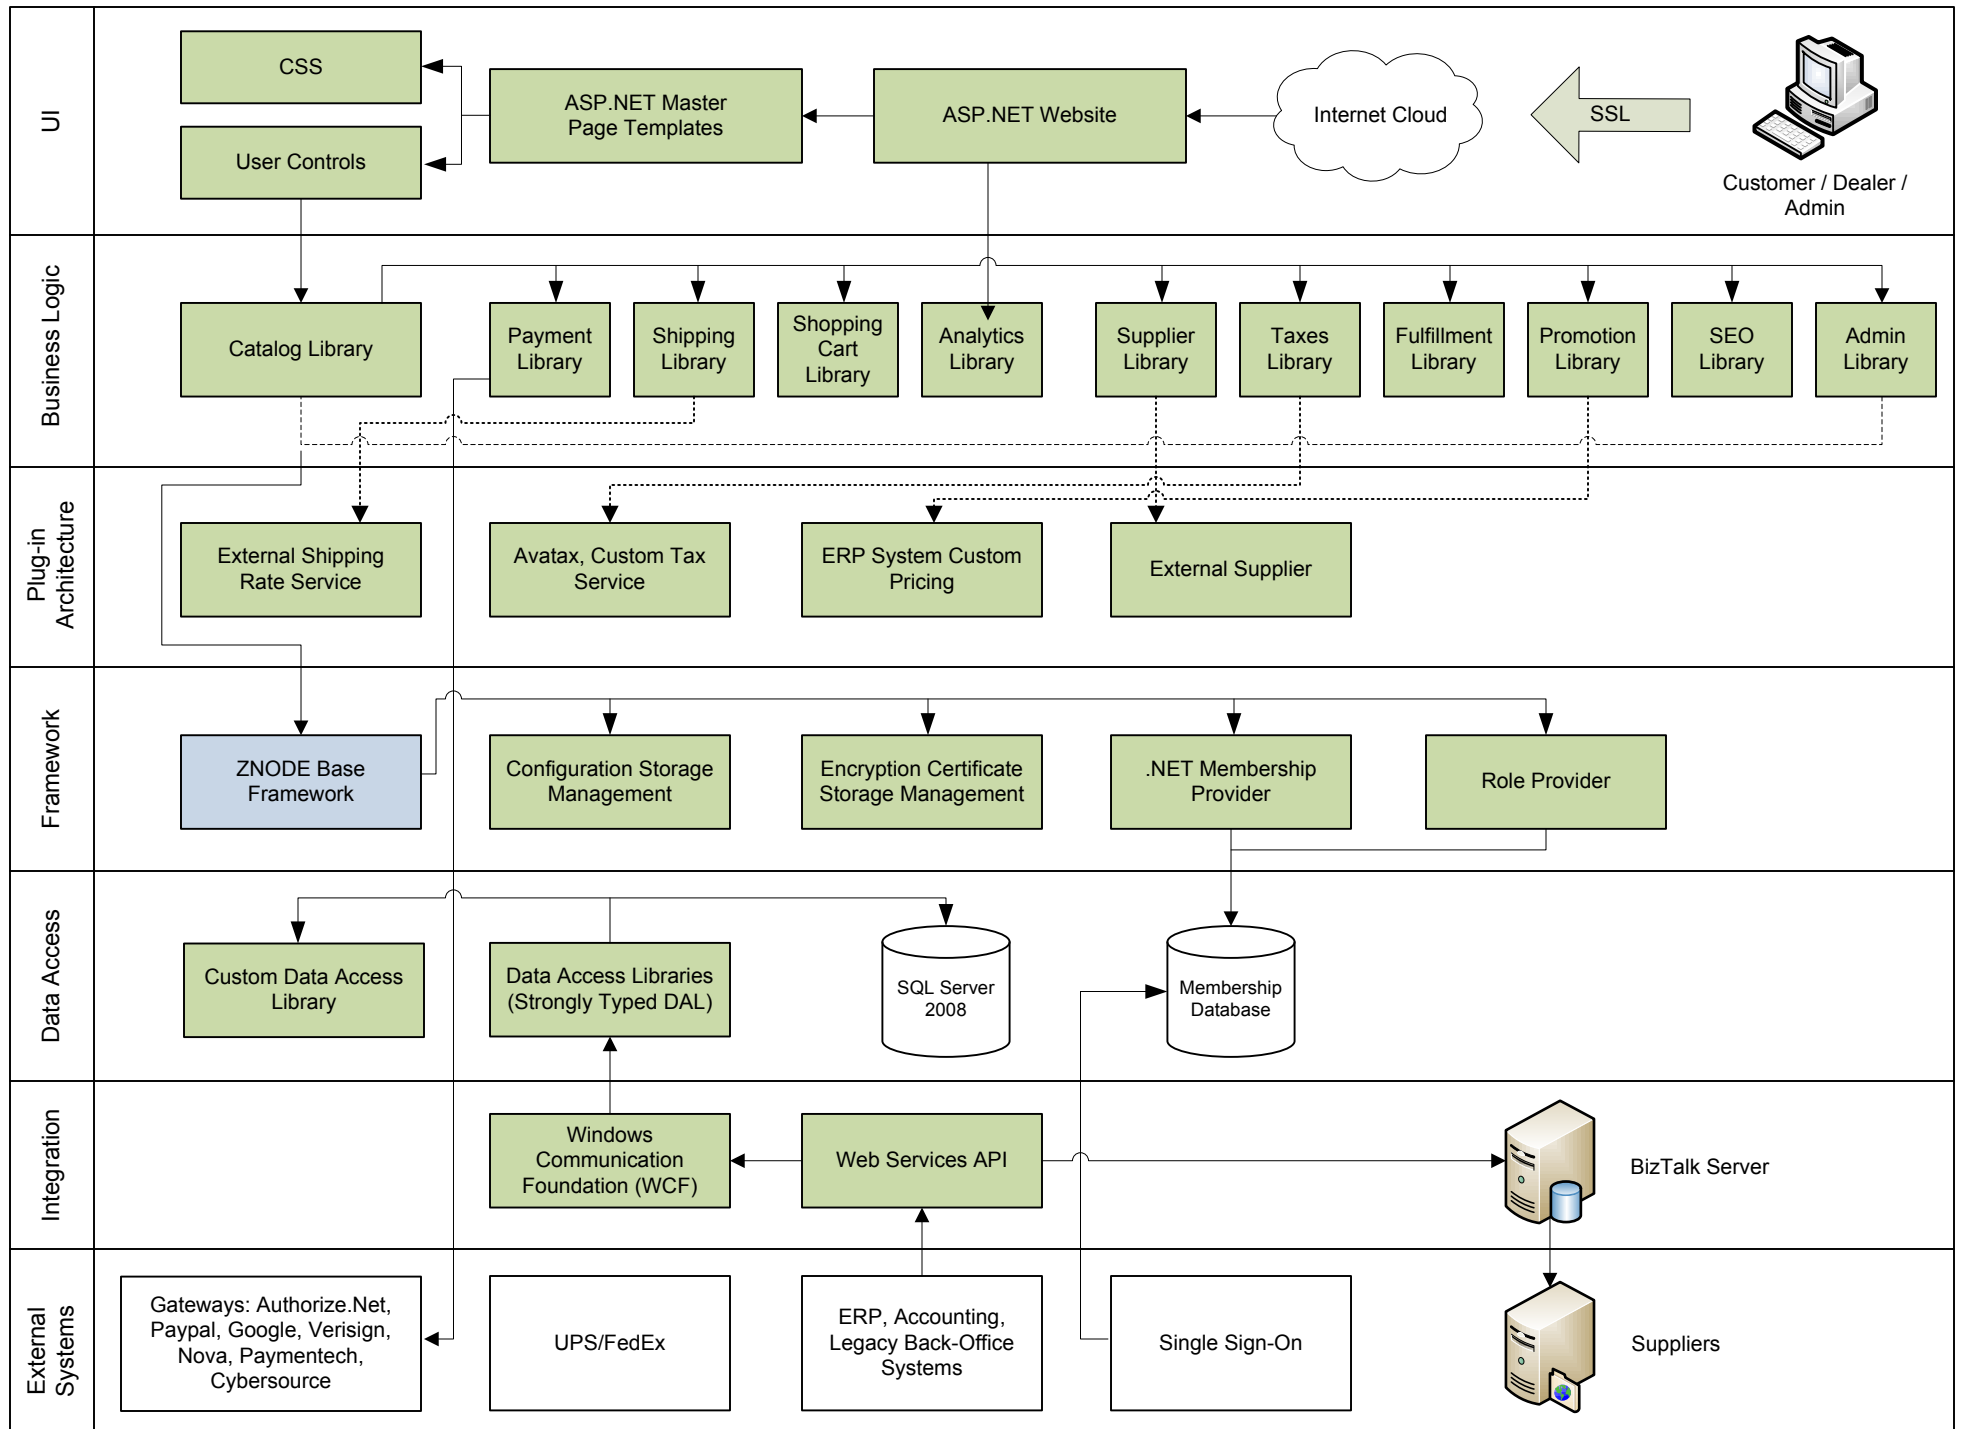 UI
CSS
User Controls
ASP.NET Master
Page Templates
ASP.NET Website
Internet Cloud
SSL
Customer / Dealer /
Admin
Business Logic
Catalog Library
Payment
Library
Shipping
Library
Shopping
Cart
Library
Analytics
Library
Supplier
Library
Taxes
Library
Fulfillment
Library
Promotion
Library
SEO
Library
Admin
Library
Plug-in
Architecture
External Shipping
Rate Service
Avatax, Custom Tax
Service
ERP System Custom
Pricing
External Supplier
Framework
ZNODE Base
Framework
Configuration Storage
Management
Encryption Certificate
Storage Management
.NET Membership
Provider
Role Provider
Data Access
Custom Data Access
Library
Data Access Libraries
(Strongly Typed DAL)
SQL Server
2008
Membership
Database
Integration
Windows
Communication
Foundation (WCF)
Web Services API
BizTalk Server
External
Systems
Gateways: Authorize.Net,
Paypal, Google, Verisign,
Nova, Paymentech,
Cybersource
UPS/FedEx
ERP, Accounting,
Legacy Back-Office
Systems
Single Sign-On
Suppliers